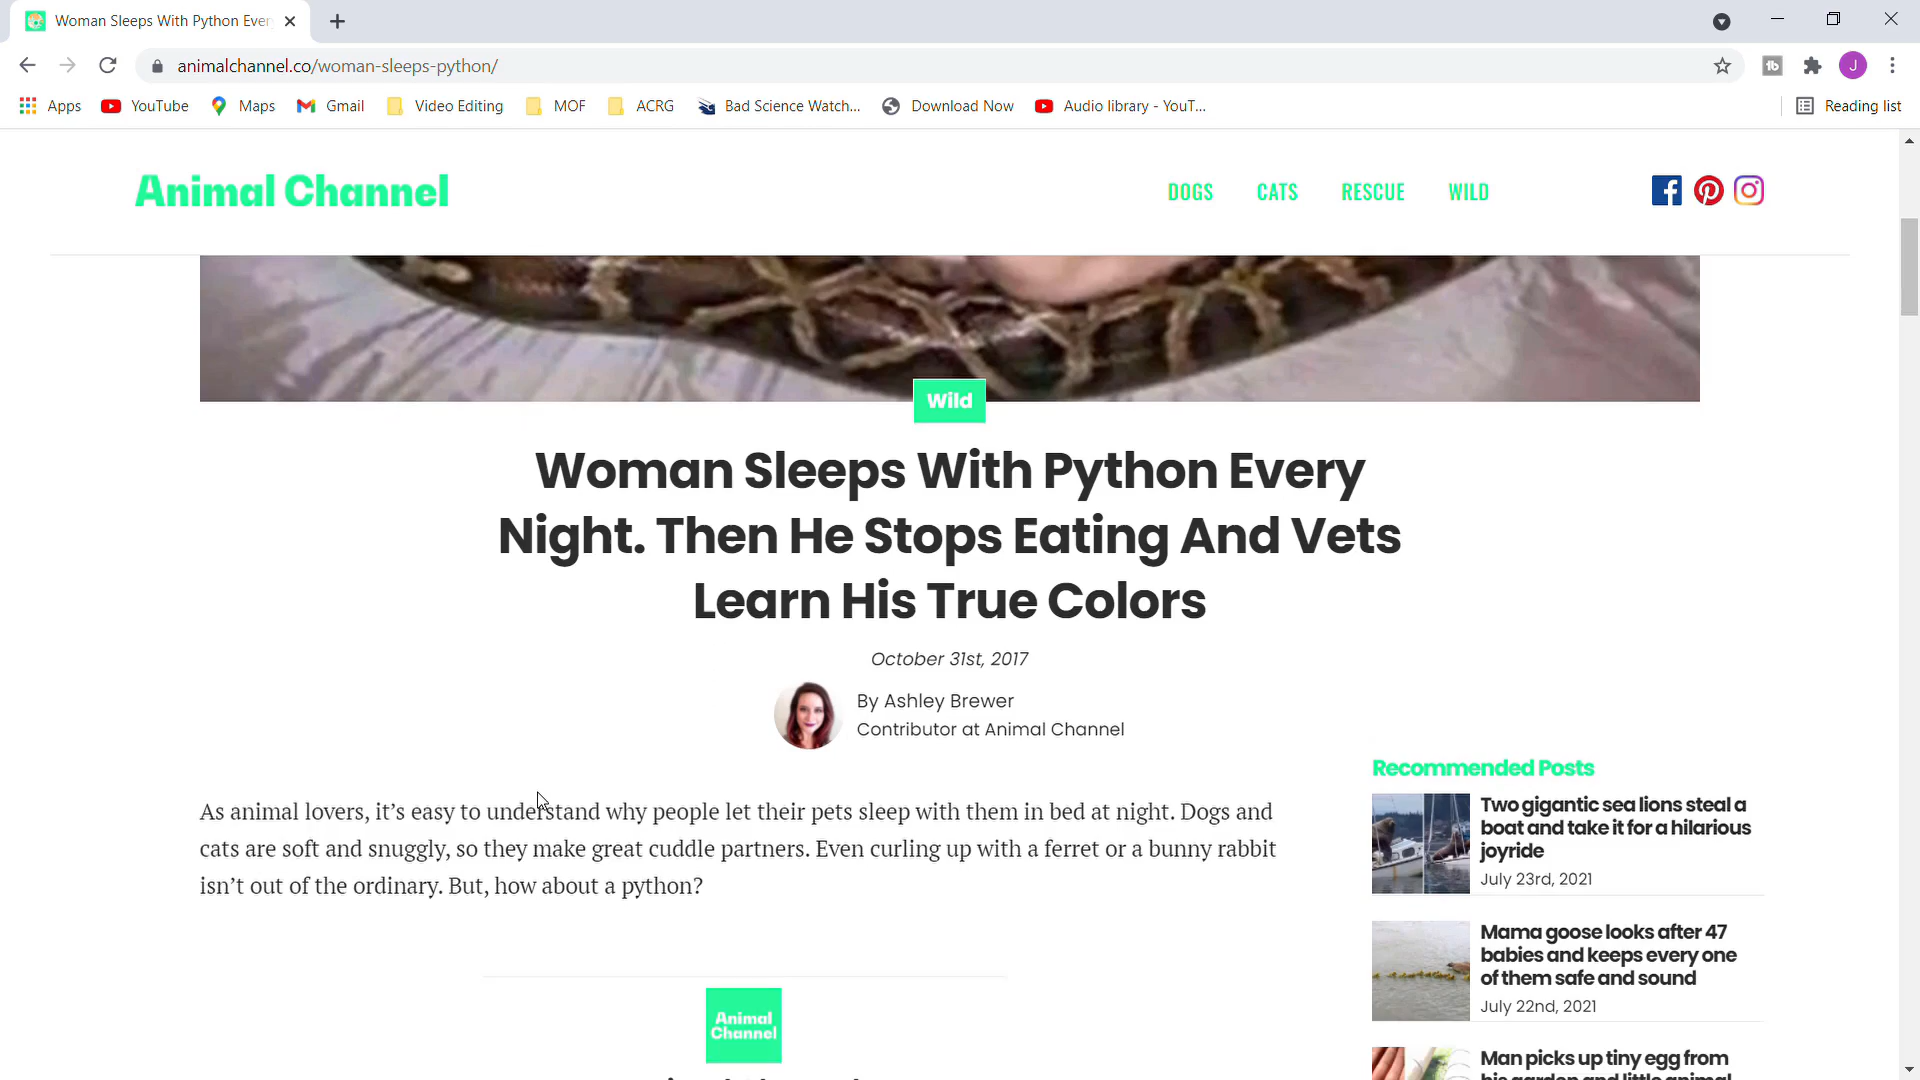 Woman Sleeps With Python Ever
animalchannel.co/woman-sleeps-python/
J
Apps YouTube Maps Gmail Video Editing MOF ACRG Bad Science Watch... Download Now Audio library - YouT... Reading list
Animal Channel
DOGS CATS RESCUE WILD
Wild
Woman Sleeps With Python Every
Night. Then He Stops Eating And Vets
Learn His True Colors
October 31st, 2017
By Ashley Brewer
Contributor at Animal Channel
As animal lovers, it’s easy to understand why people let their pets sleep with them in bed at night. Dogs and
cats are soft and snuggly, so they make great cuddle partners. Even curling up with a ferret or a bunny rabbit
isn’t out of the ordinary. But, how about a python?
Animal
Channel
Recommended Posts
Two gigantic sea lions steal a
boat and take it for a hilarious
joyride
July 23rd, 2021
Mama goose looks after 47
babies and keeps every one
of them safe and sound
July 22nd, 2021
Man picks up tiny egg from
his garden and little animal